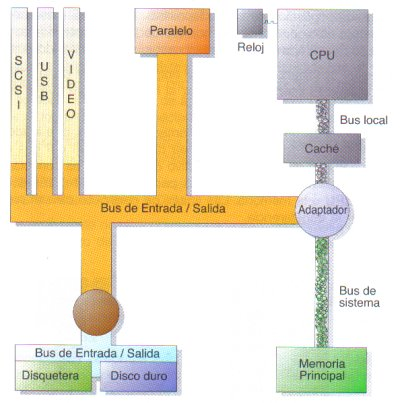 SCSI
USB
VIDEO
Paralelo
Reloj
CPU
Bus local
Caché
Bus de Entrada / Salida
Adaptador
Bus de
sistema
Bus de Entrada / Salida
Disquetera
Disco duro
Memoria
Principal